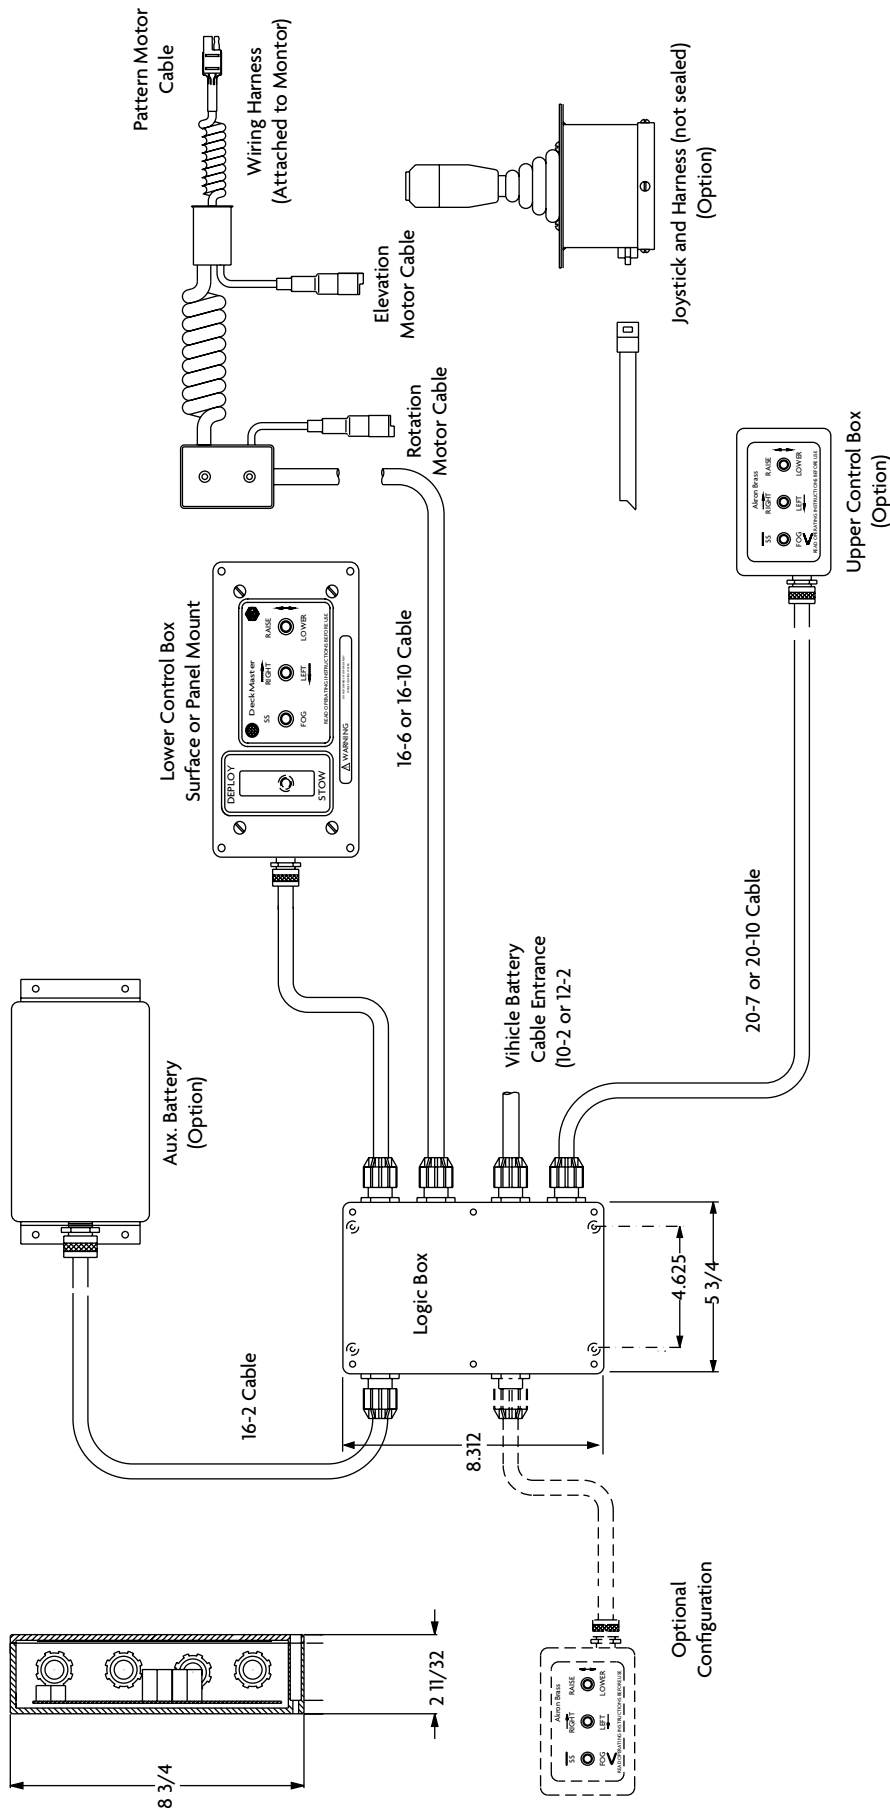 Pattern Motor
Cable
Wiring Harness
(Attached to Montor)
Elevation
Motor Cable
Rotation
Motor Cable
Joystick and Harness (not sealed)
(Option)
Lower Control Box
Surface or Panel Mount
DEPLOY
STOW
DeckMaster
SS
RIGHT
RAISE
FOG
LEFT
LOWER
READ OPERATING INSTRUCTIONS BEFORE USE
WARNING
16-6 or 16-10 Cable
Upper Control Box
(Option)
Akron Brass
SS
RIGHT
RAISE
FOG
LEFT
LOWER
READ OPERATING INSTRUCTIONS BEFORE USE
20-7 or 20-10 Cable
Aux. Battery
(Option)
Vihicle Battery
Cable Entrance
(10-2 or 12-2
Logic Box
16-2 Cable
4.625
5 3/4
8.312
Optional
Configuration
Akron Brass
SS
RIGHT
RAISE
FOG
LEFT
LOWER
READ OPERATING INSTRUCTIONS BEFORE USE
2 11/32
8 3/4